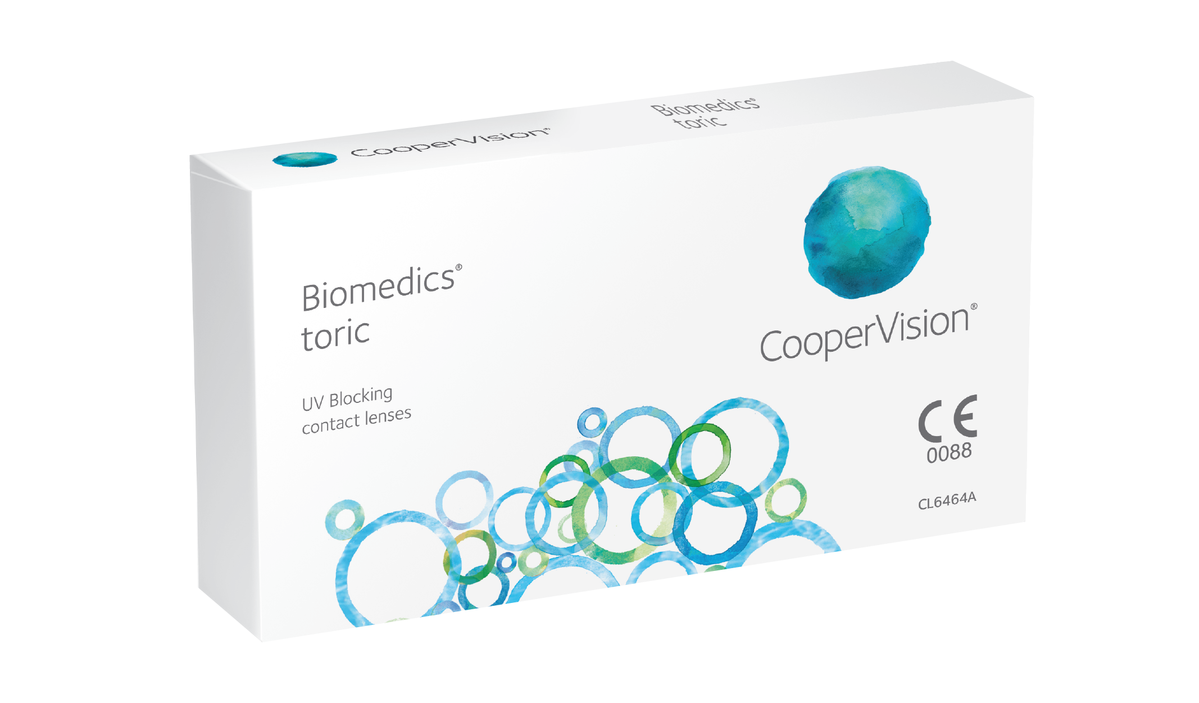 CooperVision®
Biomedics®
toric
Biomedics®
toric
UV Blocking
contact lenses
CooperVision®
CE
0088
CL6464A